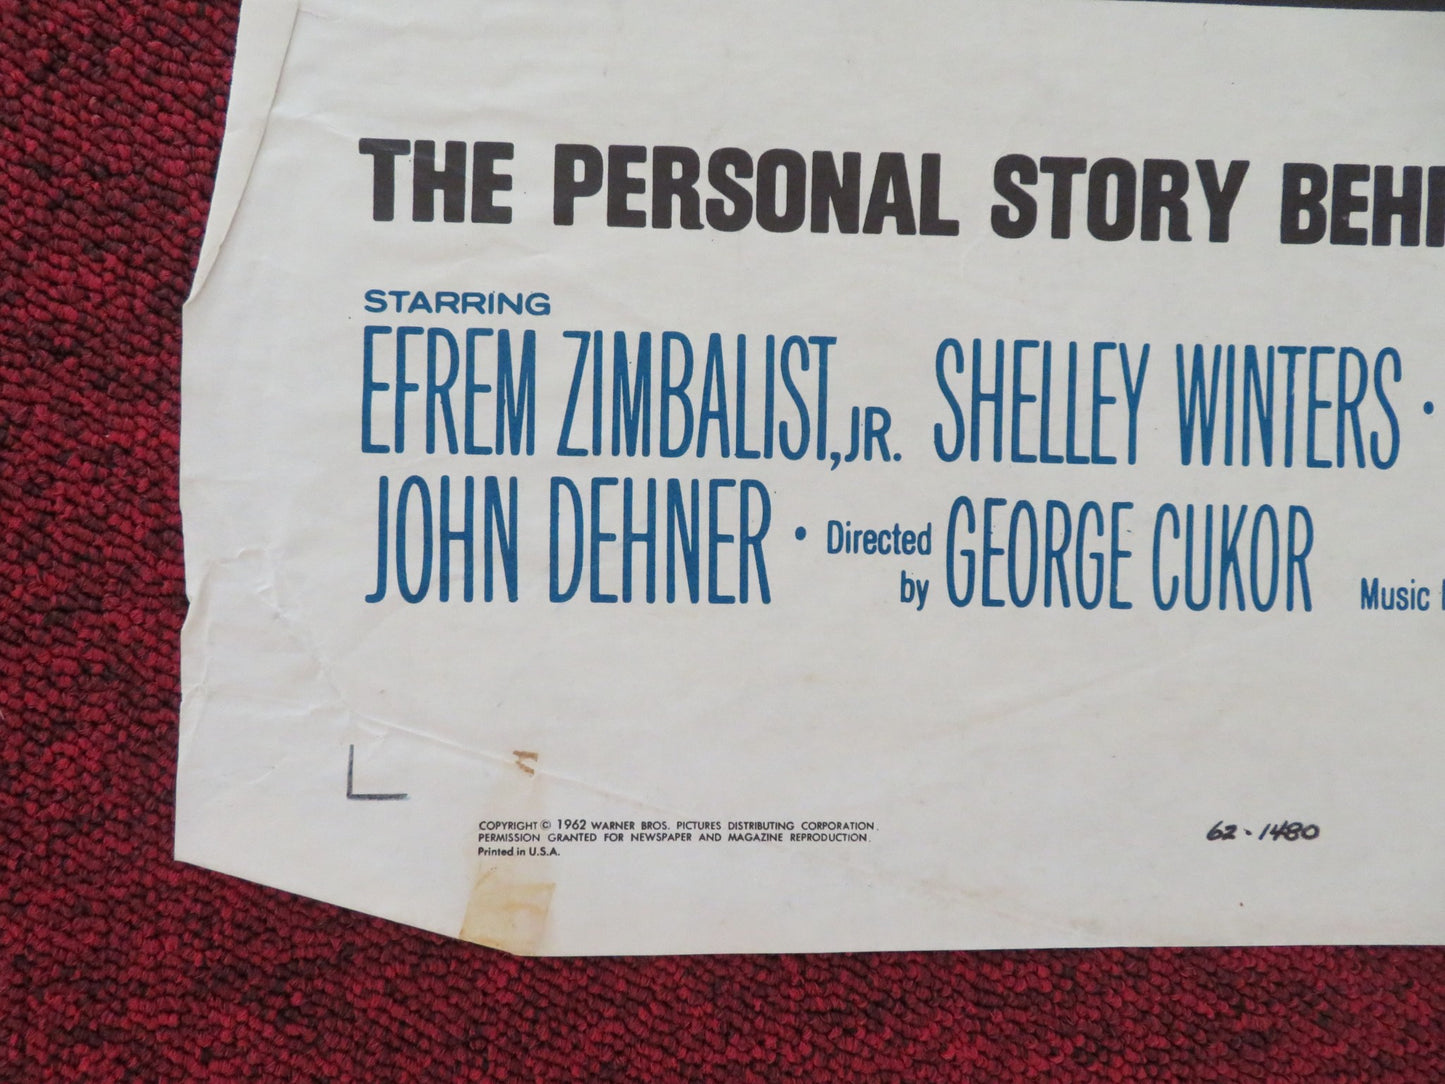 THE PERSONAL STORY BEHI
STARRING
EFREM ZIMBALIST, JR. SHELLEY WINTERS •
JOHN DEHNER • Directed by GEORGE CUKOR Music
COPYRIGHT © 1962 WARNER BROS. PICTURES DISTRIBUTING CORPORATION.
PERMISSION GRANTED FOR NEWSPAPER AND MAGAZINE REPRODUCTION.
Printed in U.S.A.
62-1480